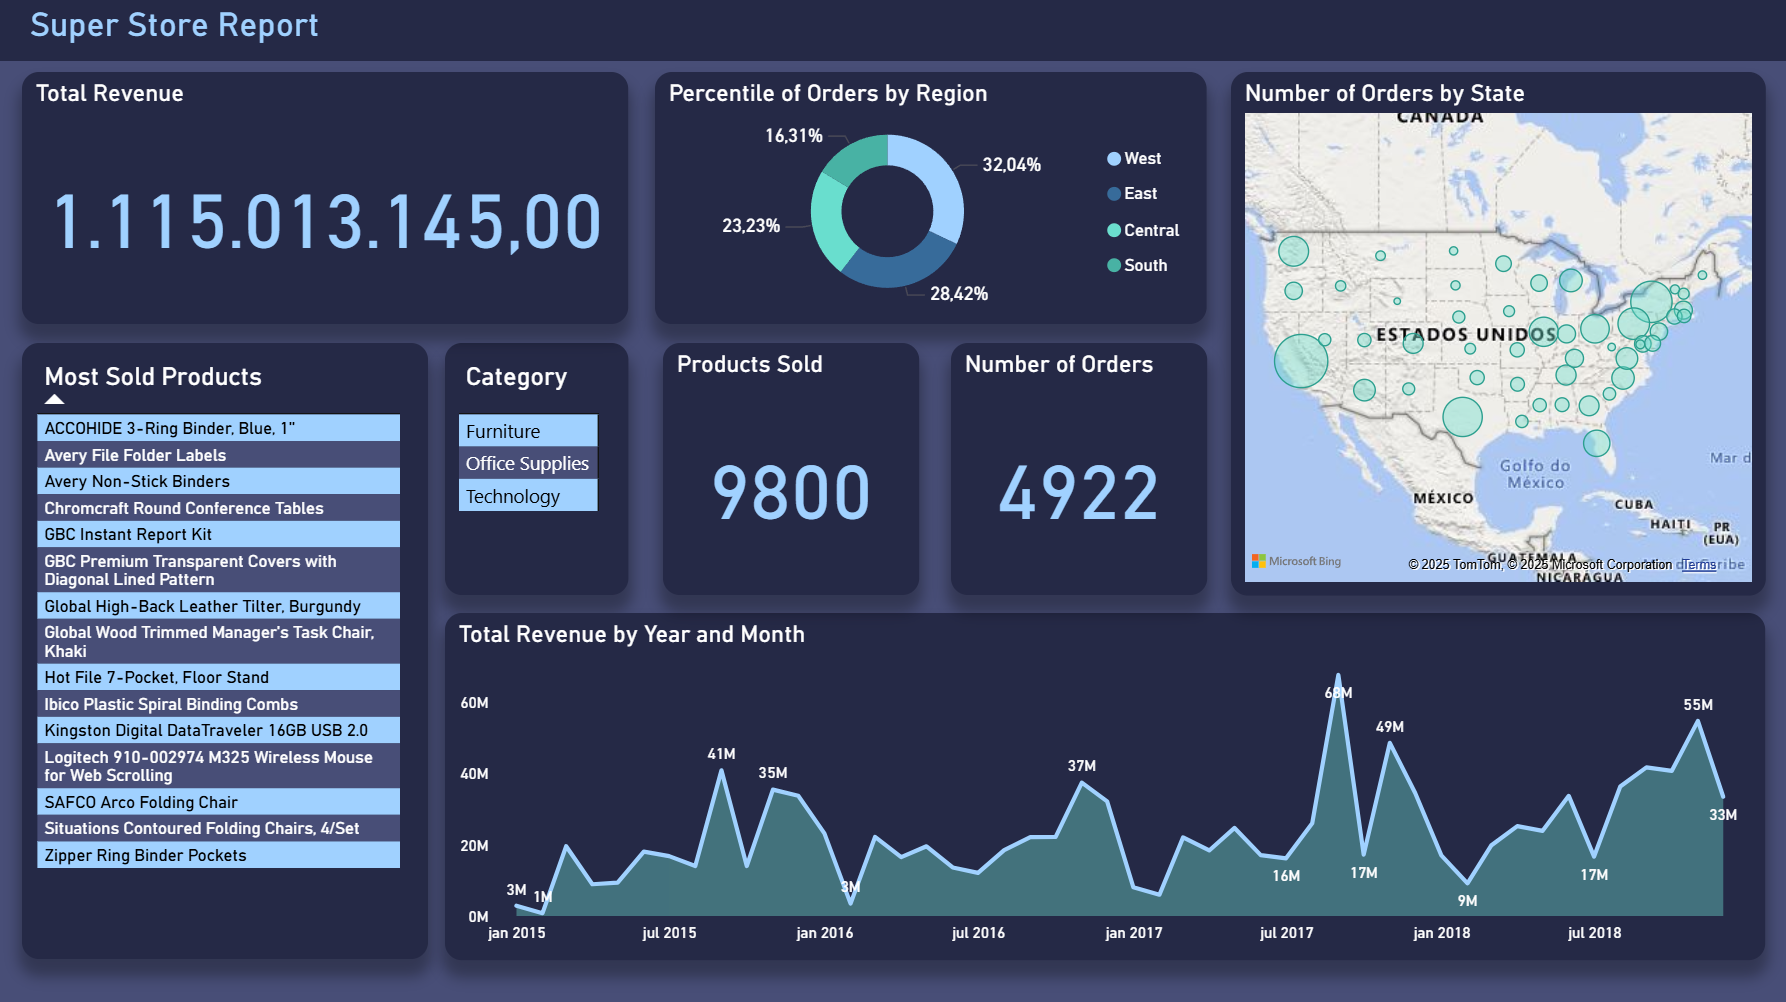 Super Store Report
Total Revenue
1.115.013.145,00
Percentile of Orders by Region
16,31%
32,04%
23,23%
28,42%
West
East
Central
South
Number of Orders by State
CANADÁ
ESTADOS UNIDOS
Golfo do
México
Mar d
MÉXICO
CUBA
HAITI
PR
(EUA)
GUATEMALA
NICARÁGUA
Microsoft Bing
© 2025 TomTom, © 2025 Microsoft Corporation Terms
Most Sold Products
ACCOHIDE 3-Ring Binder, Blue, 1"
Avery File Folder Labels
Avery Non-Stick Binders
Chromcraft Round Conference Tables
GBC Instant Report Kit
GBC Premium Transparent Covers with
Diagonal Lined Pattern
Global High-Back Leather Tilter, Burgundy
Global Wood Trimmed Manager's Task Chair,
Khaki
Hot File 7-Pocket, Floor Stand
Ibico Plastic Spiral Binding Combs
Kingston Digital DataTraveler 16GB USB 2.0
Logitech 910-002974 M325 Wireless Mouse
for Web Scrolling
SAFCO Arco Folding Chair
Situations Contoured Folding Chairs, 4/Set
Zipper Ring Binder Pockets
Category
Furniture
Office Supplies
Technology
Products Sold
9800
Number of Orders
4922
Total Revenue by Year and Month
60M
40M
20M
0M
3M
1M
41M
35M
3M
37M
16M
68M
17M
49M
9M
17M
55M
33M
jan 2015
jul 2015
jan 2016
jul 2016
jan 2017
jul 2017
jan 2018
jul 2018